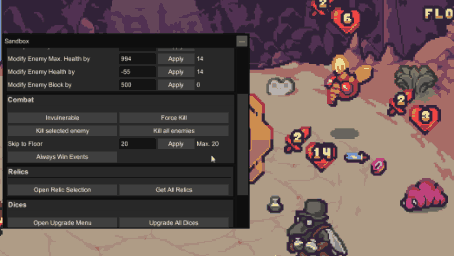 2
6
FLO
Sandbox
Modify Enemy Max. Health by 994 Apply 14
Modify Enemy Health by -55 Apply 14
Modify Enemy Block by 500 Apply 0
Combat
Invulnerable Force Kill
Kill selected enemy Kill all enemies
Skip to Floor 20 Apply Max. 20
Always Win Events
Relics
Open Relic Selection Get All Relics
Dices
Open Upgrade Menu Upgrade All Dices
2
8
2
14